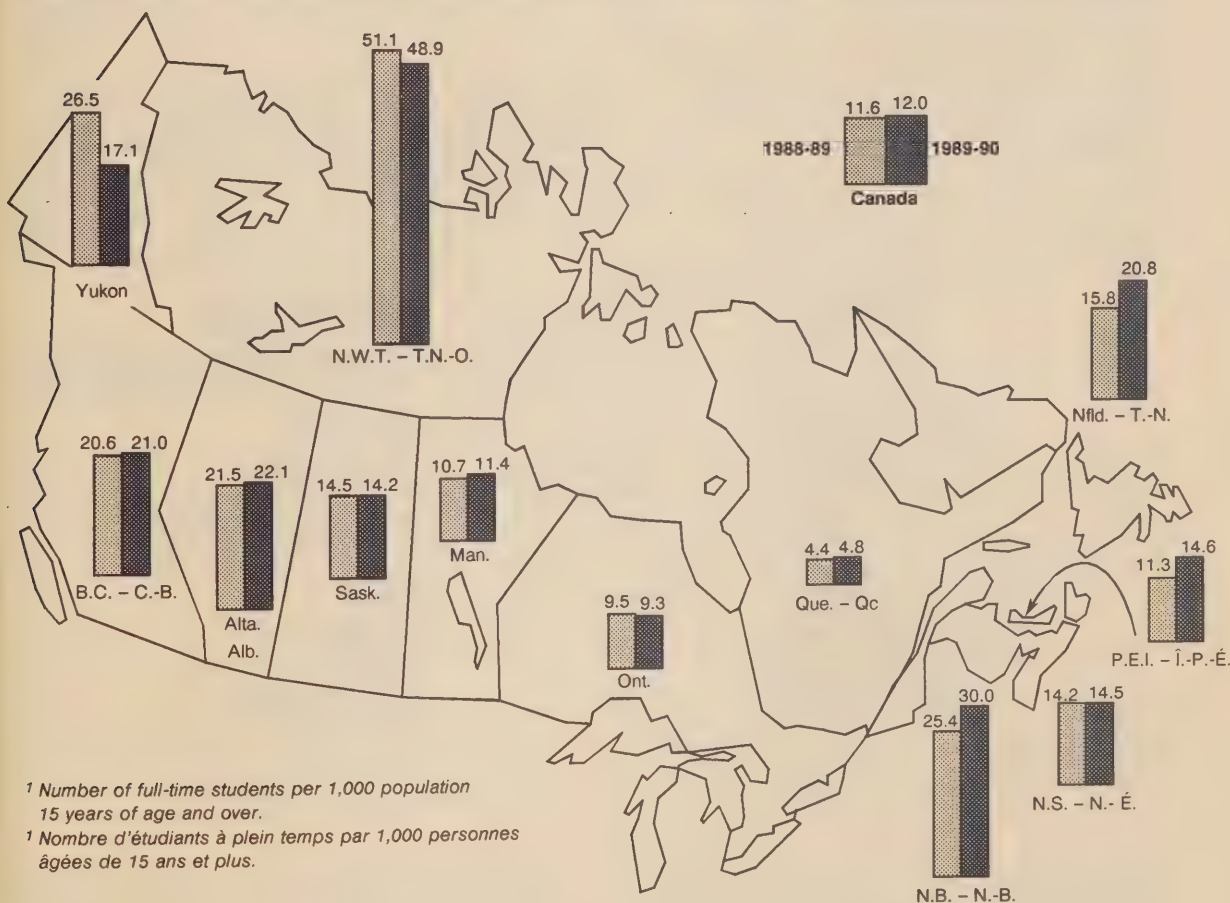 51.1 48.9
26.5
17.1
Yukon
N.W.T. – T.N.-O.
11.6 12.0
1988-89 1989-90
Canada
20.8
15.8
Nfld. – T.-N.
20.6 21.0
B.C. – C.-B.
21.5 22.1
Alta.
Alb.
14.5 14.2
Sask.
10.7 11.4
Man.
9.5 9.3
Ont.
4.4 4.8
Que. – Qc
14.6
11.3
P.E.I. – Î.-P.-É.
30.0
25.4
N.B. – N.-B.
14.2 14.5
N.S. – N.- É.
¹ Number of full-time students per 1,000 population
15 years of age and over.
¹ Nombre d'étudiants à plein temps par 1,000 personnes
âgées de 15 ans et plus.